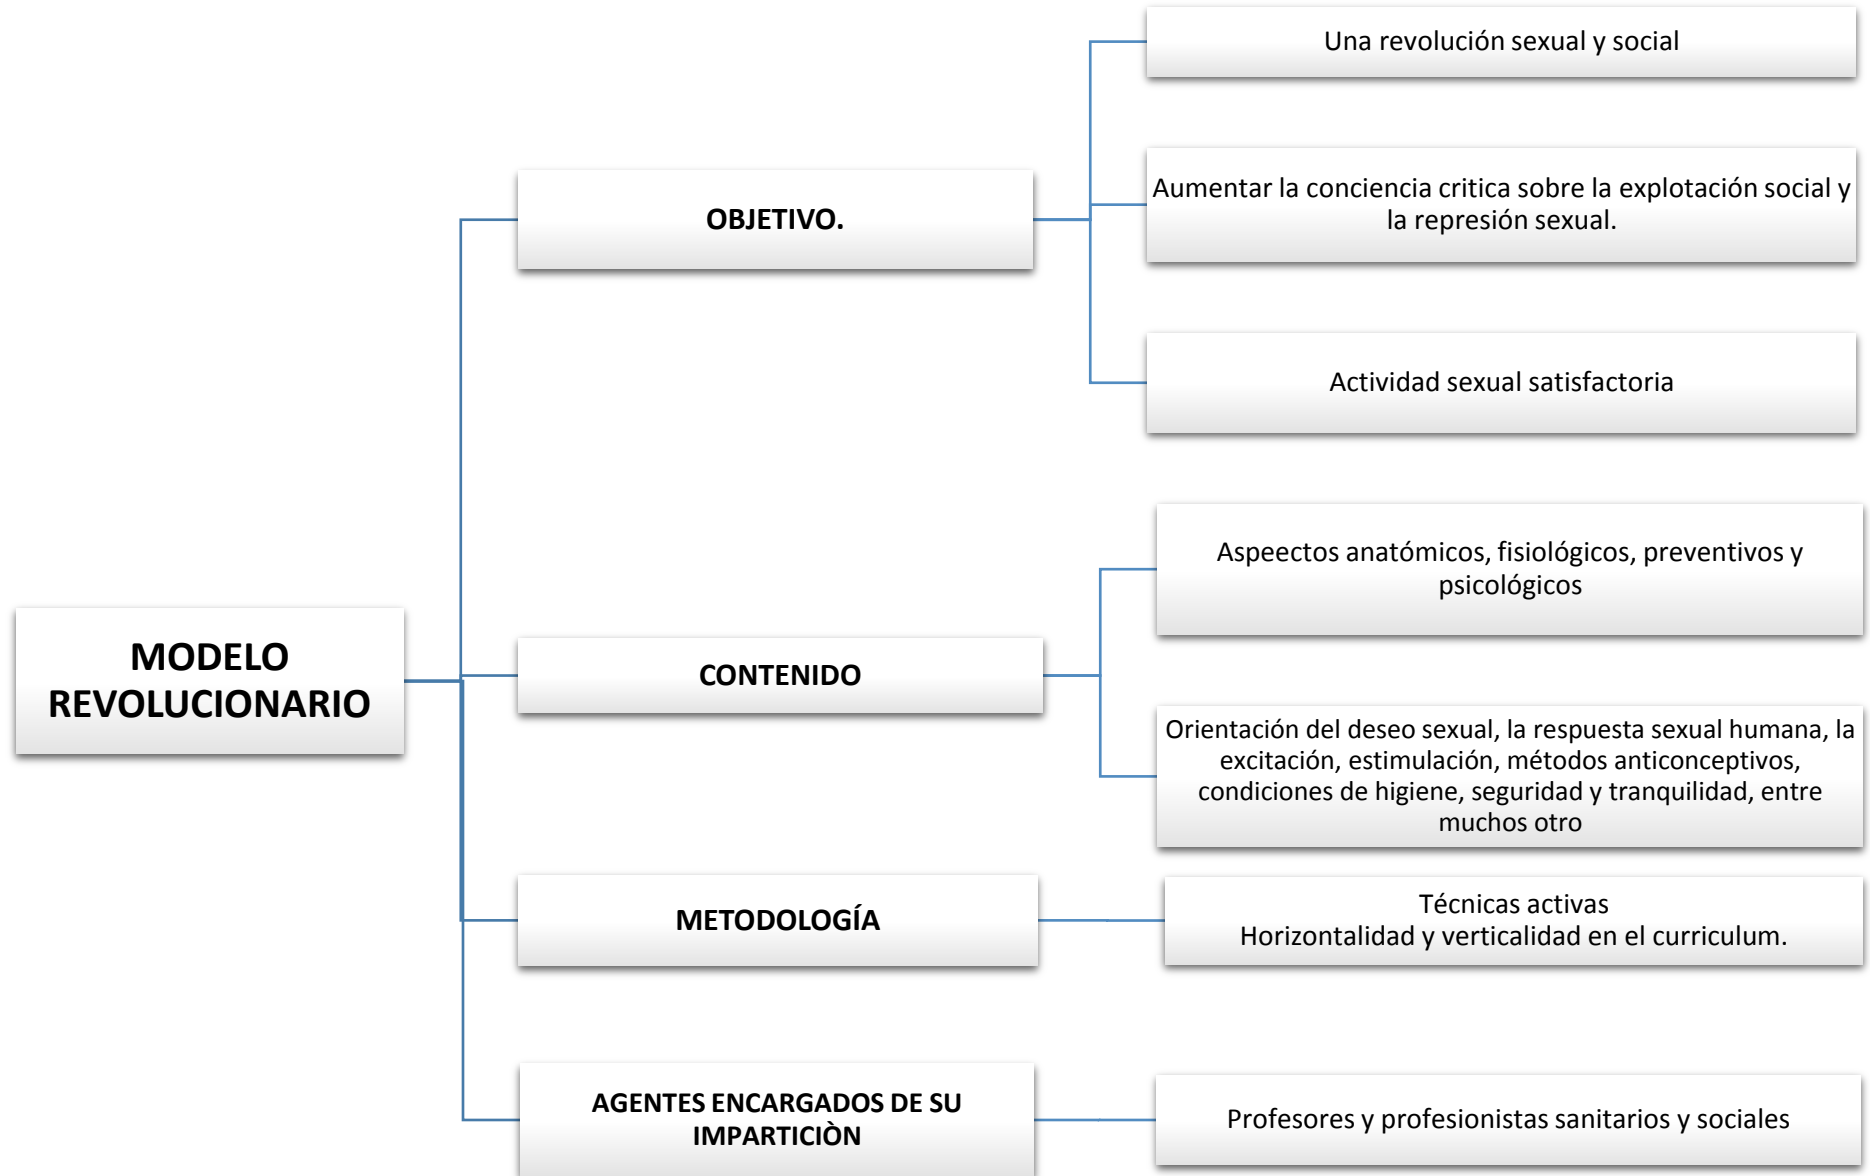 Una revolución sexual y social
Aumentar la conciencia critica sobre la explotación social y
la represión sexual.
OBJETIVO.
Actividad sexual satisfactoria
Aspeectos anatómicos, fisiológicos, preventivos y
psicológicos
MODELO
REVOLUCIONARIO
CONTENIDO
Orientación del deseo sexual, la respuesta sexual humana, la
excitación, estimulación, métodos anticonceptivos,
condiciones de higiene, seguridad y tranquilidad, entre
muchos otro
METODOLOGÍA
Técnicas activas
Horizontalidad y verticalidad en el curriculum.
AGENTES ENCARGADOS DE SU
IMPARTICIÒN
Profesores y profesionistas sanitarios y sociales